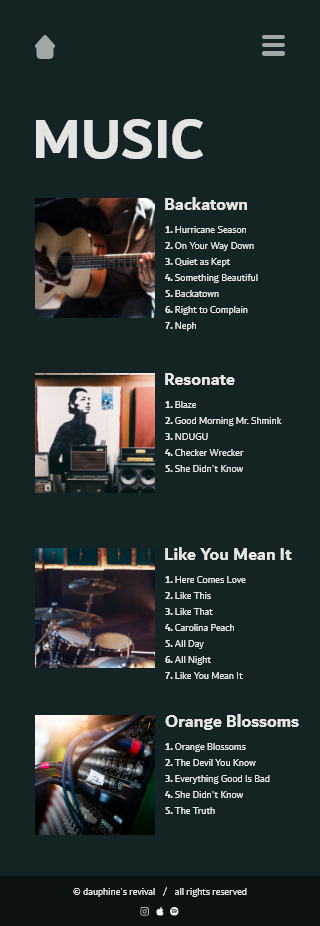 MUSIC
Backatown
1. Hurricane Season
2. On Your Way Down
3. Quiet as Kept
4. Something Beautiful
5. Backatown
6. Right to Complain
7. Neph
Resonate
1. Blaze
2. Good Morning Mr. Shmink
3. NDUGU
4. Checker Wrecker
5. She Didn't Know
Like You Mean It
1. Here Comes Love
2. Like This
3. Like That
4. Carolina Peach
5. All Day
6. All Night
7. Like You Mean It
Orange Blossoms
1. Orange Blossoms
2. The Devil You Know
3. Everything Good Is Bad
4. She Didn't Know
5. The Truth
© dauphine's revival / all rights reserved